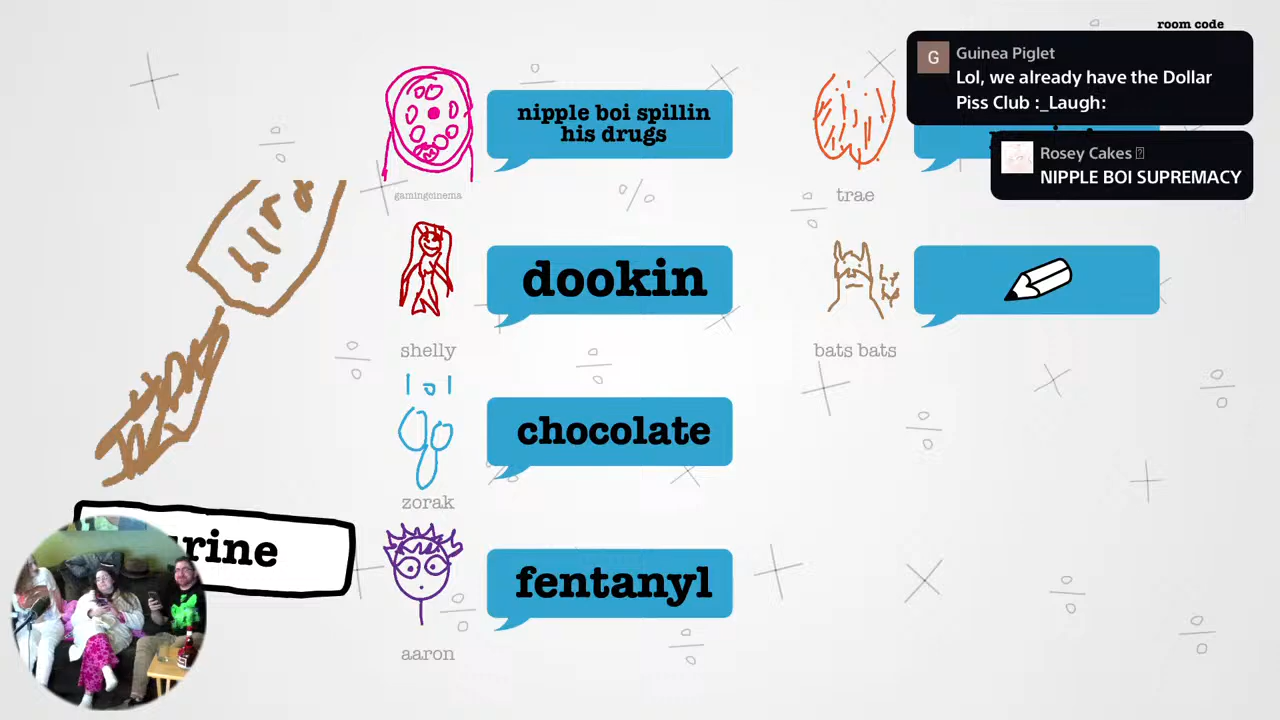 room code
G
Guinea Piglet
Lol, we already have the Dollar
Piss Club :_Laugh:
Rosey Cakes
NIPPLE BOI SUPREMACY
nipple boi spillin
his drugs
gamingcinema
trae
dookin
shelly
bats bats
lol
chocolate
zorak
fentanyl
aaron